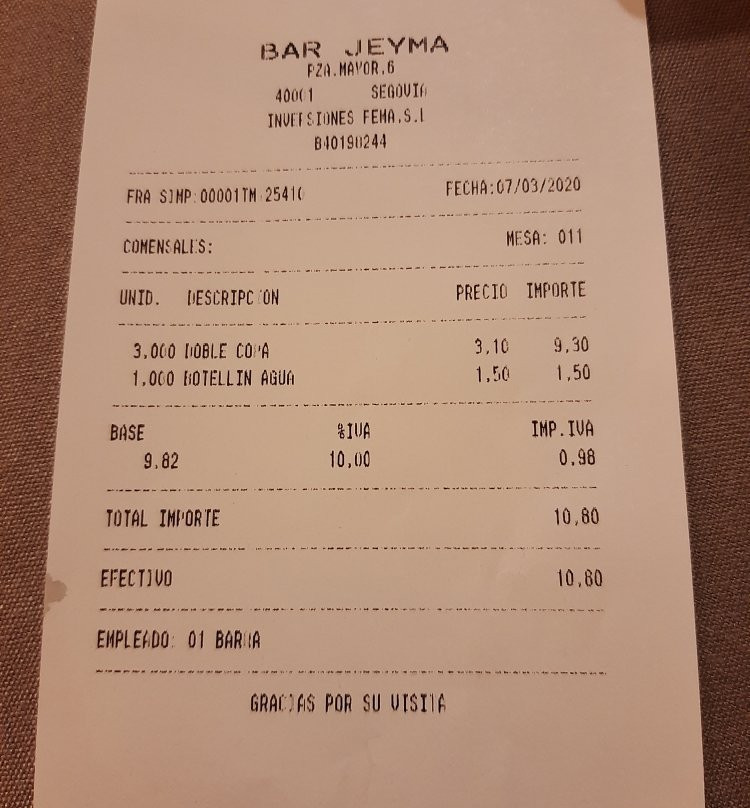 BAR JEYMA
PZA.MAYOR,6
40001 SEGOVIA
INVERSIONES FEMA,S.L
B40190244
FRA SIMP:00001TM 25410 FECHA:07/03/2020
COMENSALES: MESA: 011
UNID. DESCRIPCION PRECIO IMPORTE
3,000 DOBLE COPA 3,10 9,30
1,000 BOTELLIN AGUA 1,50 1,50
BASE %IVA IMP.IVA
9,82 10,00 0,98
TOTAL IMPORTE 10,80
EFECTIVO 10,80
EMPLEADO: 01 BARRA
GRACIAS POR SU VISITA